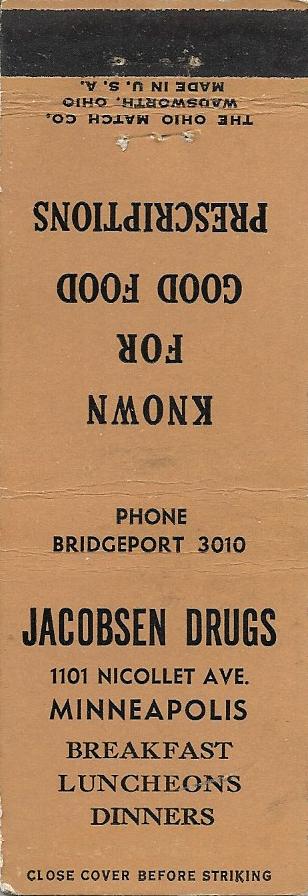 THE OHIO MATCH CO.
WADSWORTH, OHIO
MADE IN U. S. A.
KNOWN
FOR
GOOD FOOD
PRESCRIPTIONS
PHONE
BRIDGEPORT 3010
JACOBSEN DRUGS
1101 NICOLLET AVE.
MINNEAPOLIS
BREAKFAST
LUNCHEONS
DINNERS
CLOSE COVER BEFORE STRIKING